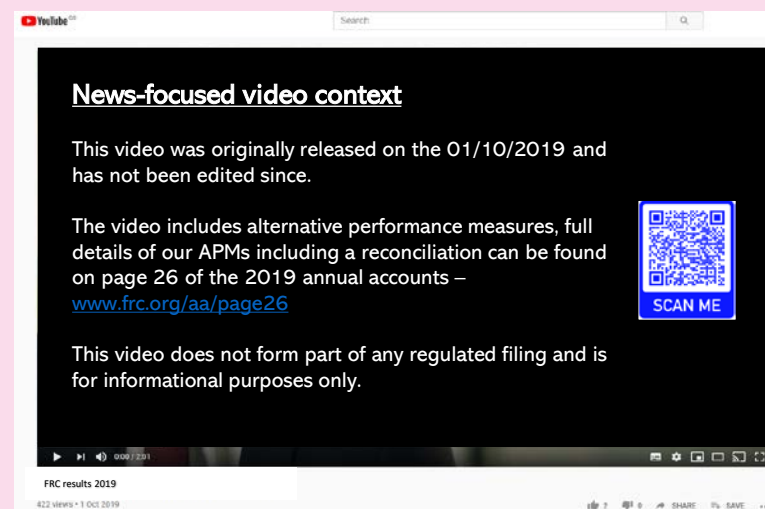 YouTube
Search
News-focused video context
This video was originally released on the 01/10/2019 and
has not been edited since.
The video includes alternative performance measures, full
details of our APMs including a reconciliation can be found
on page 26 of the 2019 annual accounts –
www.frc.org/aa/page26
This video does not form part of any regulated filing and is
for informational purposes only.
SCAN ME
0:00 / 2:01
FRC results 2019
422 views • 1 Oct 2019
7
0
SHARE
SAVE